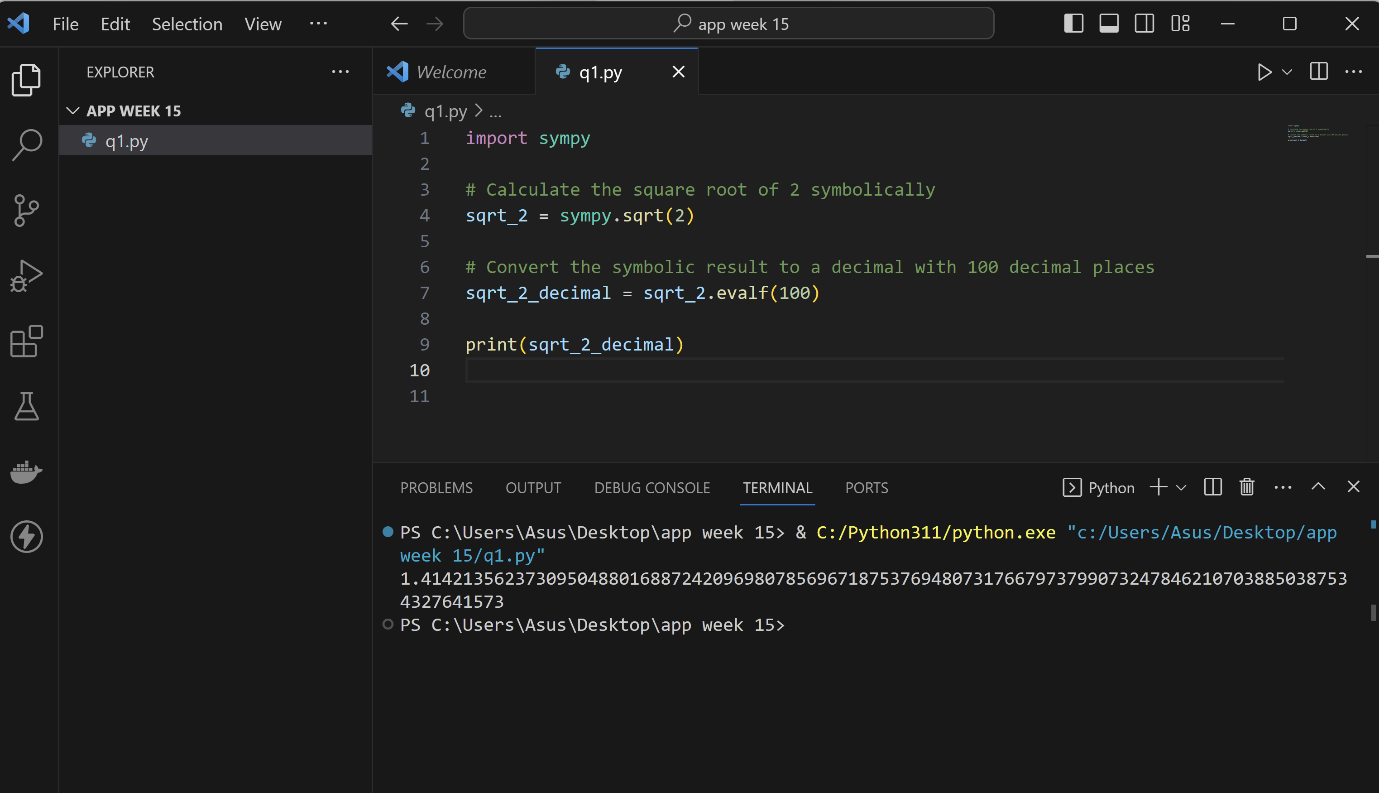 File Edit Selection View ··· app week 15
EXPLORER ···
APP WEEK 15
q1.py
Welcome q1.py
q1.py > ...
1 import sympy
2
3 # Calculate the square root of 2 symbolically
4 sqrt_2 = sympy.sqrt(2)
5
6 # Convert the symbolic result to a decimal with 100 decimal places
7 sqrt_2_decimal = sqrt_2.evalf(100)
8
9 print(sqrt_2_decimal)
10
11
PROBLEMS OUTPUT DEBUG CONSOLE TERMINAL PORTS Python
PS C:\Users\Asus\Desktop\app week 15> & C:/Python311/python.exe "c:/Users/Asus/Desktop/app
week 15/q1.py"
1.41421356237309504880168872420969807856967187537694807317667973799073247846210703885038753
4327641573
PS C:\Users\Asus\Desktop\app week 15>